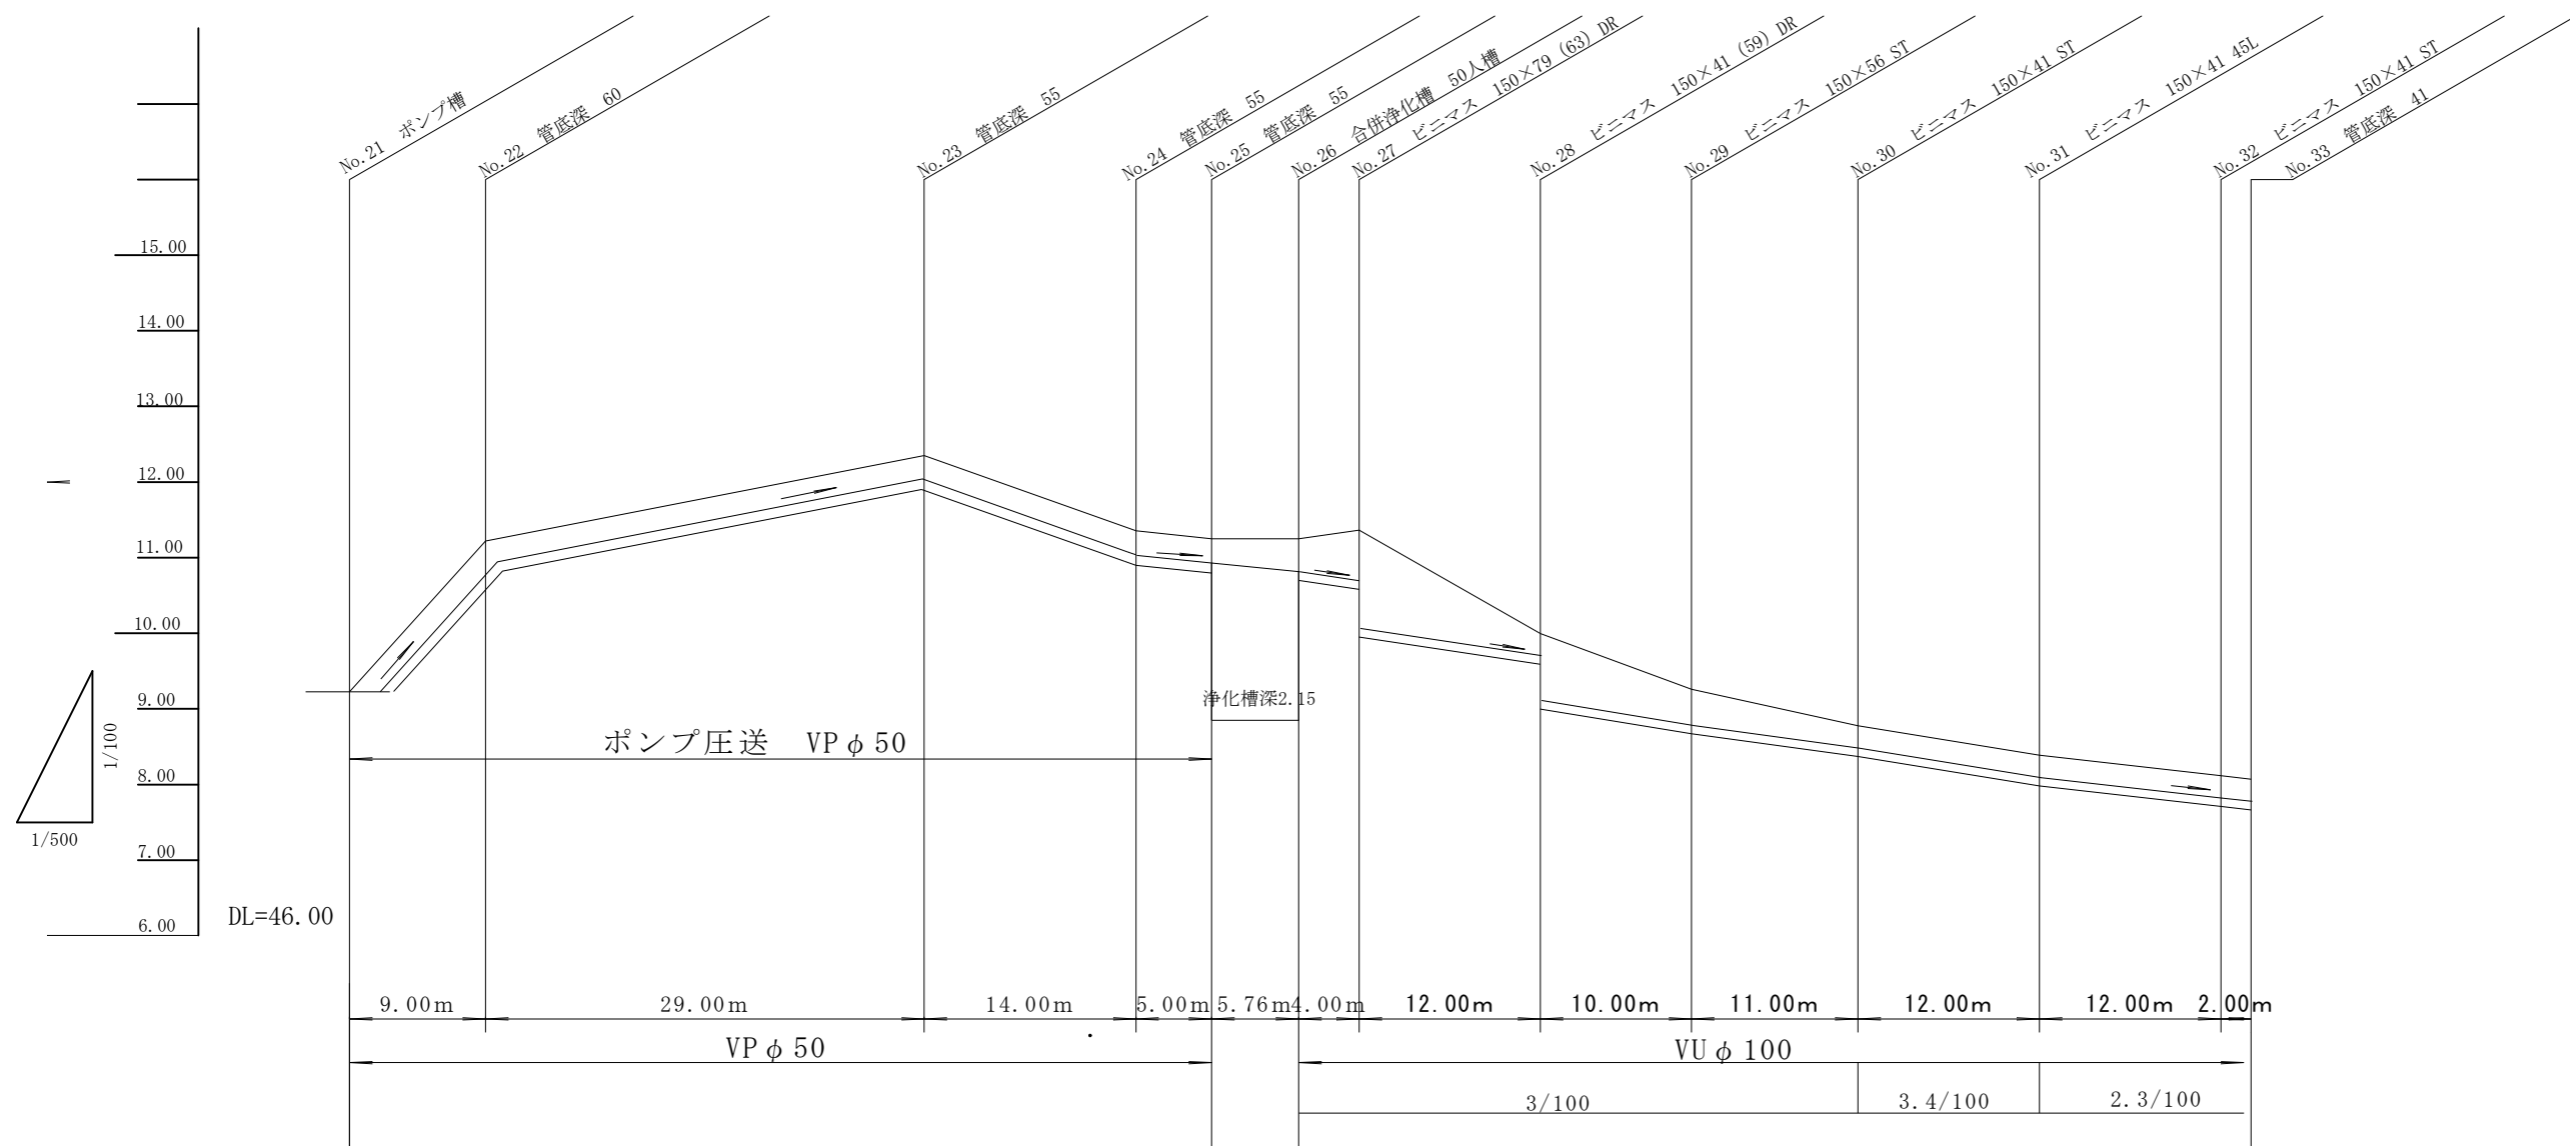 No.21　ポンプ槽
No.22　管底深　60
No.23　管底深　55
No.24　管底深　55
No.25　管底深　55
No.26　合併浄化槽　50人槽
No.27　ビニマス　150×79 (63) DR
No.28　ビニマス　150×41 (59) DR
No.29　ビニマス　150×56 ST
No.30　ビニマス　150×41 ST
No.31　ビニマス　150×41 45L
No.32　ビニマス　150×41 ST
No.33　管底深　41
15.00
14.00
13.00
12.00
11.00
10.00
9.00
8.00
7.00
6.00
1/100
1/500
DL=46.00
浄化槽深2.15
ポンプ圧送　VPφ50
9.00m
29.00m
14.00m
5.00m
5.76m
4.00m
12.00m
10.00m
11.00m
12.00m
12.00m
2.00m
VPφ50
VUφ100
3/100
3.4/100
2.3/100